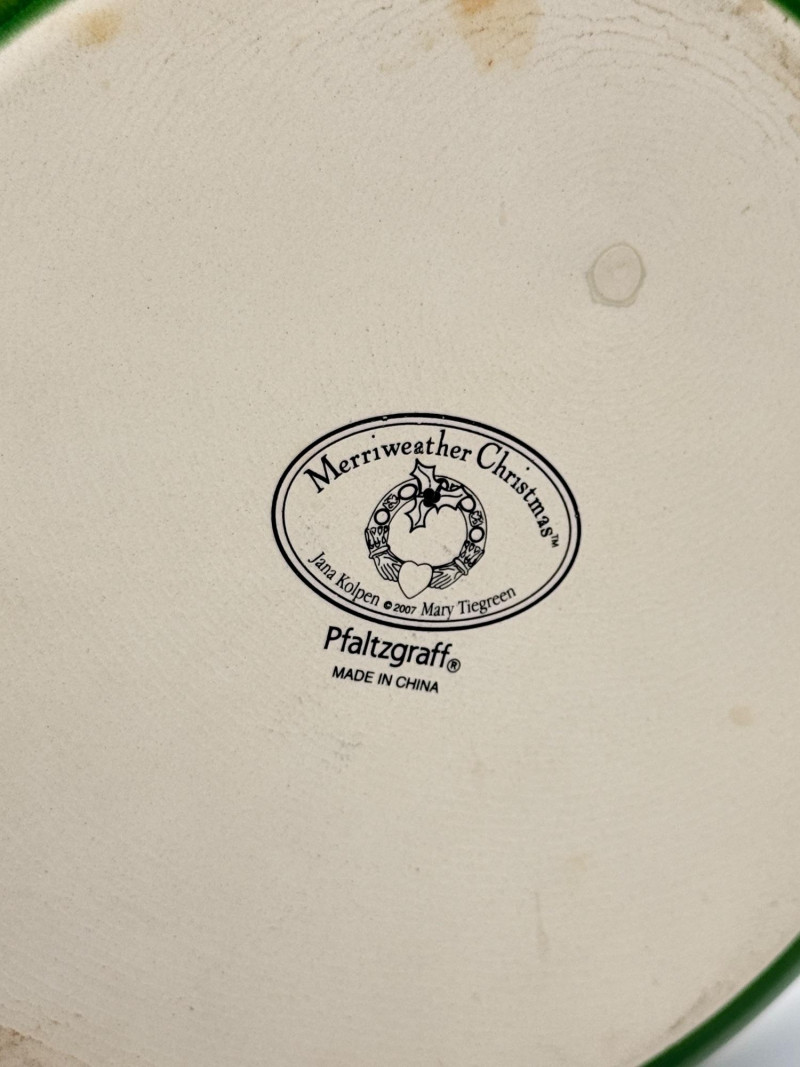 Merriweather Christmas™
Jana Kolpen ©2007 Mary Tiegreen
Pfaltzgraff®
MADE IN CHINA